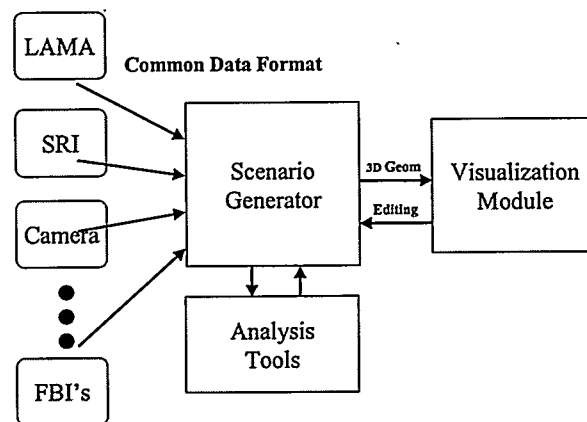 LAMA
Common Data Format
SRI
Camera
FBI's
Scenario
Generator
3D Geom
Editing
Visualization
Module
Analysis
Tools